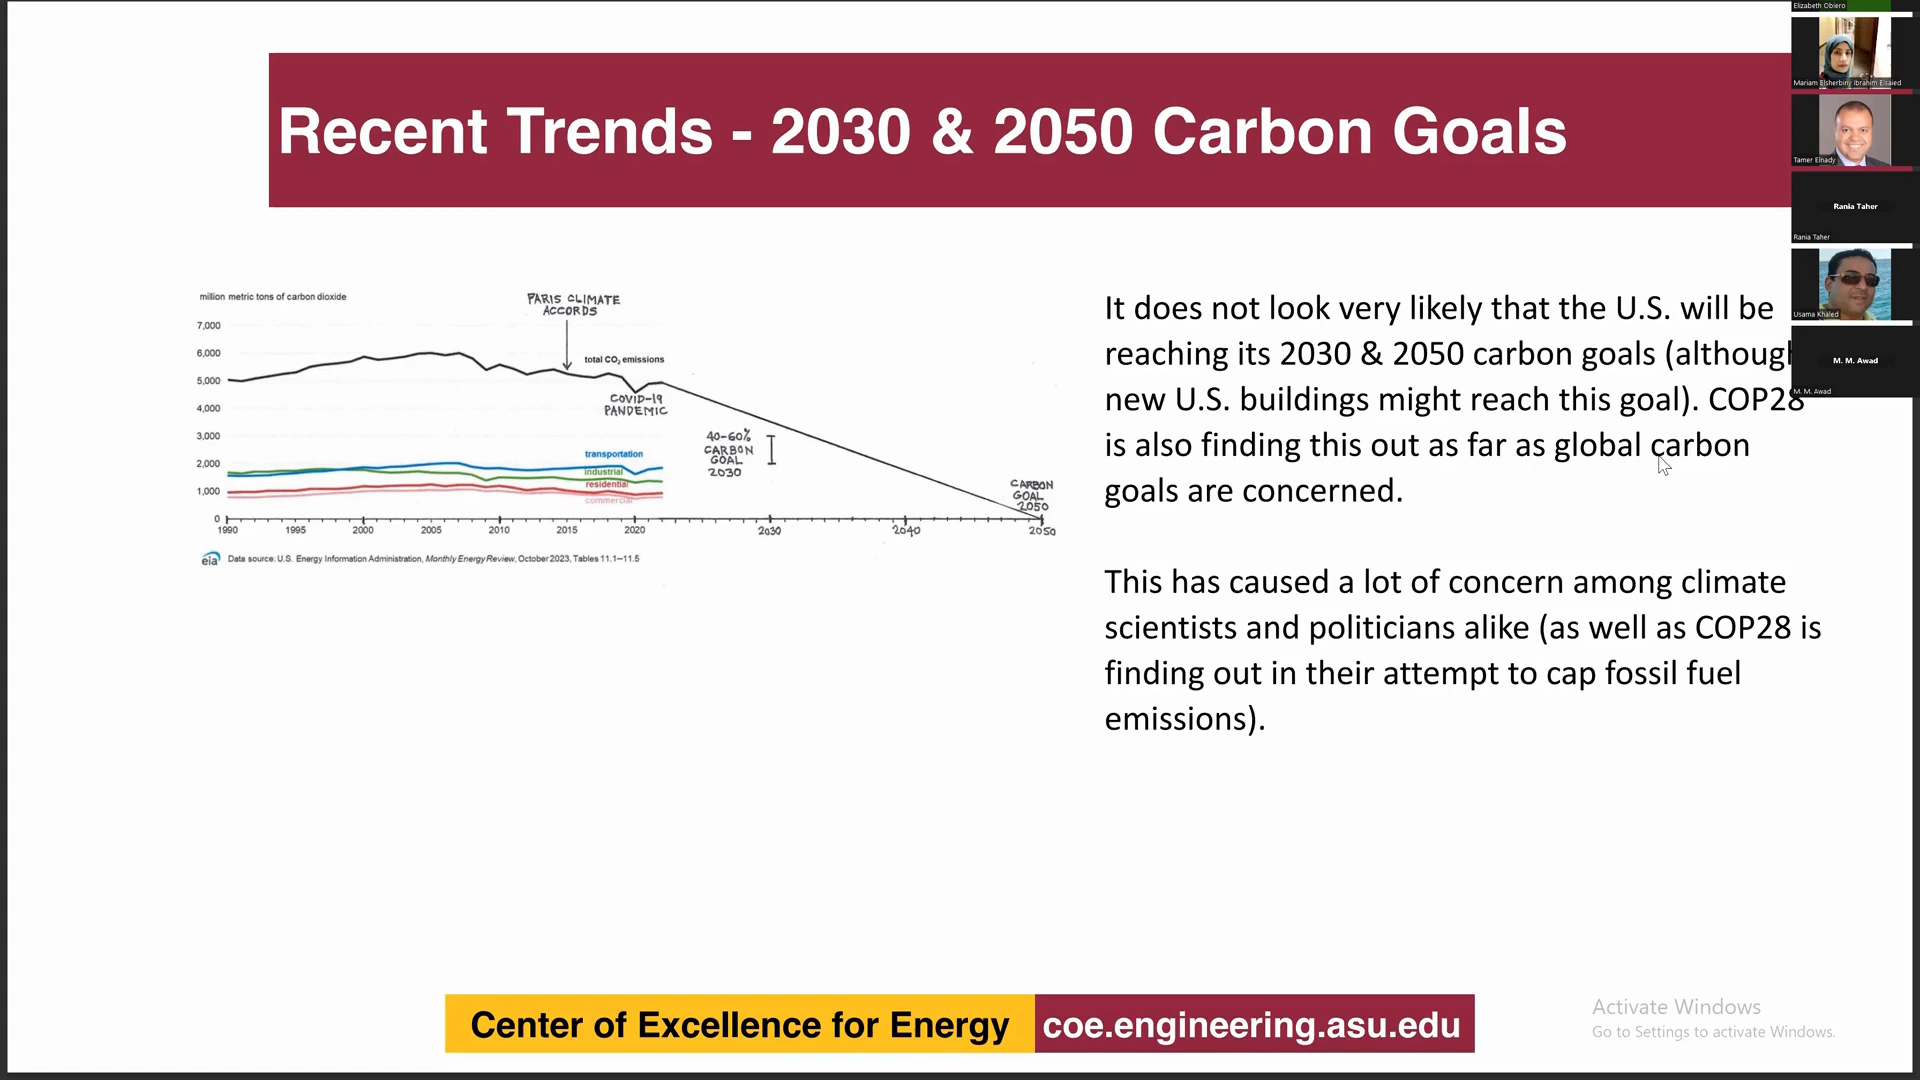 Recent Trends - 2030 & 2050 Carbon Goals
million metric tons of carbon dioxide
PARIS CLIMATE
ACCORDS
7,000
6,000
5,000
4,000
3,000
2,000
1,000
0
total CO₂ emissions
COVID-19
PANDEMIC
transportation
industrial
residential
commercial
40-60%
CARBON
GOAL
2030
CARBON
GOAL
2050
1990
1995
2000
2005
2010
2015
2020
2030
2040
2050
eia
Data source: U.S. Energy Information Administration, Monthly Energy Review, October 2023, Tables 11.1–11.5
It does not look very likely that the U.S. will be
reaching its 2030 & 2050 carbon goals (although
new U.S. buildings might reach this goal). COP28
is also finding this out as far as global carbon
goals are concerned.
This has caused a lot of concern among climate
scientists and politicians alike (as well as COP28 is
finding out in their attempt to cap fossil fuel
emissions).
Elizabeth Obiero
Mariam Elsherbiny Ibrahim Elsaied
Tamer Elnady
Rania Taher
Rania Taher
Usama Khaled
M. M. Awad
M. M. Awad
Center of Excellence for Energy
coe.engineering.asu.edu
Activate Windows
Go to Settings to activate Windows.